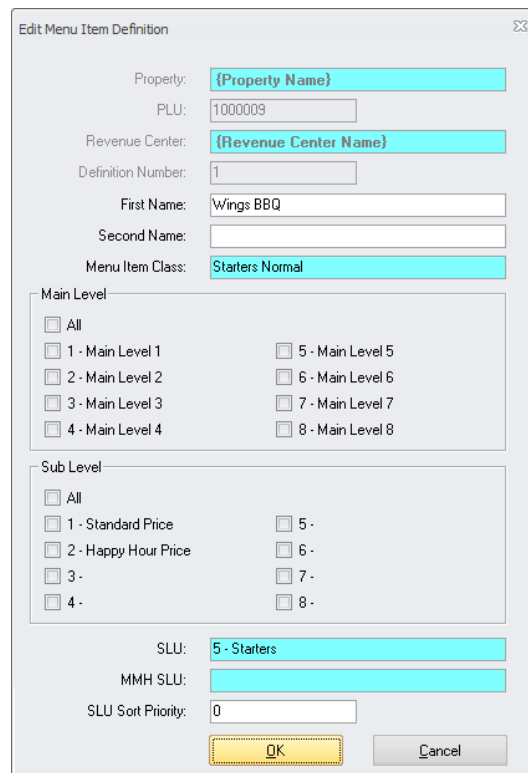 Edit Menu Item Definition
Property: {Property Name}
PLU: 1000009
Revenue Center: {Revenue Center Name}
Definition Number: 1
First Name: Wings BBQ
Second Name:
Menu Item Class: Starters Normal
Main Level
All
1 - Main Level 1 5 - Main Level 5
2 - Main Level 2 6 - Main Level 6
3 - Main Level 3 7 - Main Level 7
4 - Main Level 4 8 - Main Level 8
Sub Level
All
1 - Standard Price 5 -
2 - Happy Hour Price 6 -
3 - 7 -
4 - 8 -
SLU: 5 - Starters
MMH SLU:
SLU Sort Priority: 0
OK Cancel